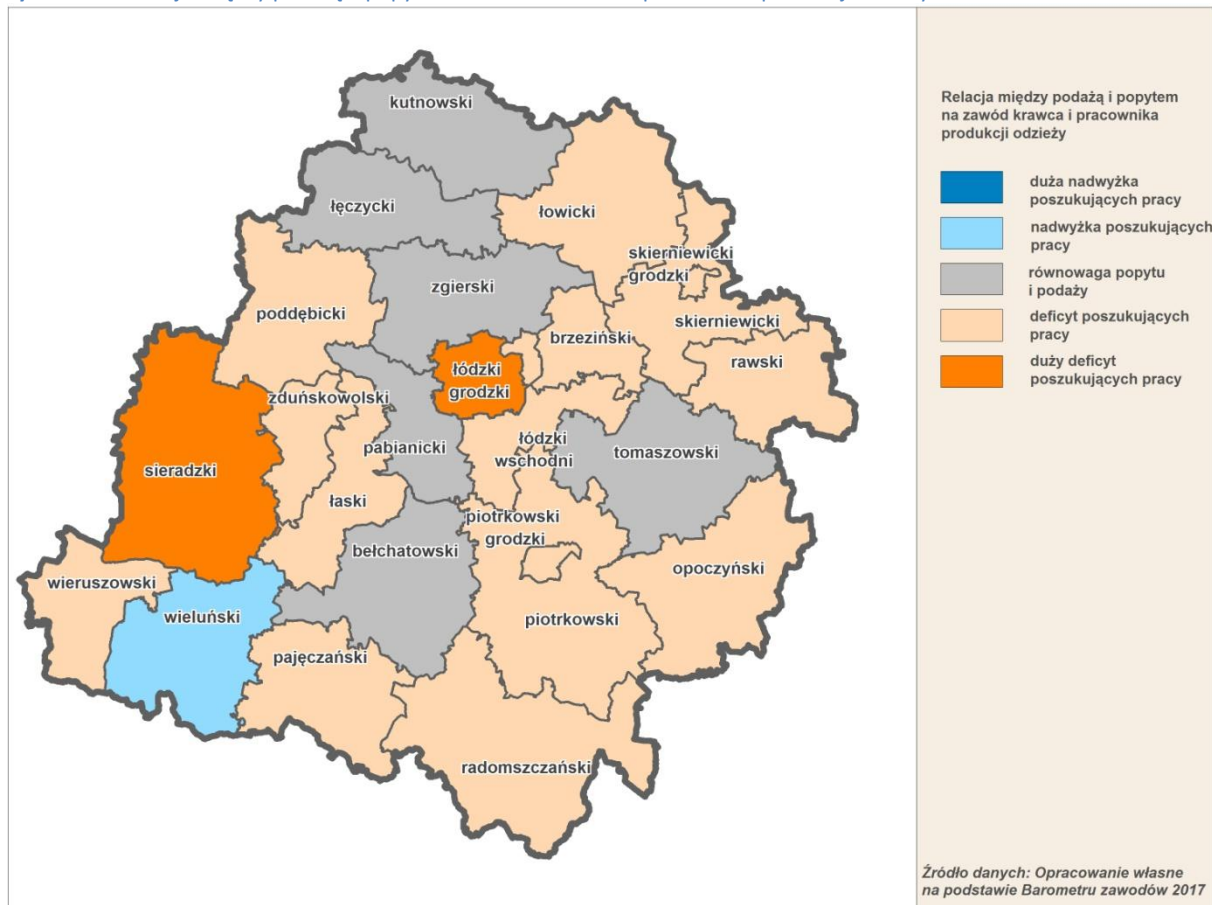 kutnowski
łęczycki
łowicki
skierniewicki
grodzki
zgierski
poddębicki
brzeziński
skierniewicki
rawski
łódzki
grodzki
zduńskowolski
łódzki
wschodni
pabianicki
tomaszowski
sieradzki
łaski
piotrkowski
grodzki
bełchatowski
opoczyński
wieruszowski
wieluński
piotrkowski
pajęczański
radomszczański
Relacja między podażą i popytem
na zawód krawca i pracownika
produkcji odzieży
duża nadwyżka
poszukujących pracy
nadwyżka poszukujących
pracy
równowaga popytu
i podaży
deficyt poszukujących
pracy
duży deficyt
poszukujących pracy
Źródło danych: Opracowanie własne
na podstawie Barometru zawodów 2017